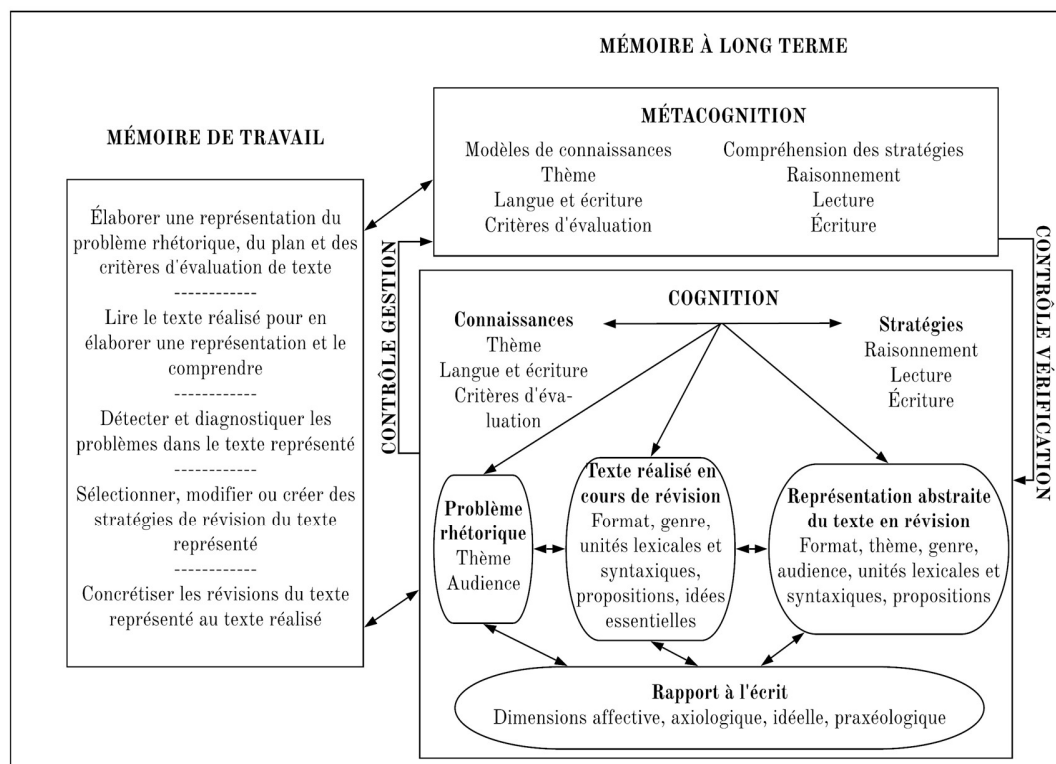 MÉMOIRE À LONG TERME
MÉMOIRE DE TRAVAIL
Élaborer une représentation du
problème rhétorique, du plan et des
critères d'évaluation de texte
------------
Lire le texte réalisé pour en
élaborer une représentation et le
comprendre
------------
Détecter et diagnostiquer les
problèmes dans le texte représenté
------------
Sélectionner, modifier ou créer des
stratégies de révision du texte
représenté
------------
Concrétiser les révisions du texte
représenté au texte réalisé
MÉTACOGNITION
Modèles de connaissances
Thème
Langue et écriture
Critères d'évaluation
Compréhension des stratégies
Raisonnement
Lecture
Écriture
CONTRÔLE GESTION
CONTRÔLE VÉRIFICATION
COGNITION
Connaissances
Thème
Langue et écriture
Critères d'éva-
luation
Stratégies
Raisonnement
Lecture
Écriture
Problème
rhétorique
Thème
Audience
Texte réalisé en
cours de révision
Format, genre,
unités lexicales et
syntaxiques,
propositions, idées
essentielles
Représentation abstraite
du texte en révision
Format, thème, genre,
audience, unités lexicales et
syntaxiques, propositions
Rapport à l'écrit
Dimensions affective, axiologique, idéelle, praxéologique